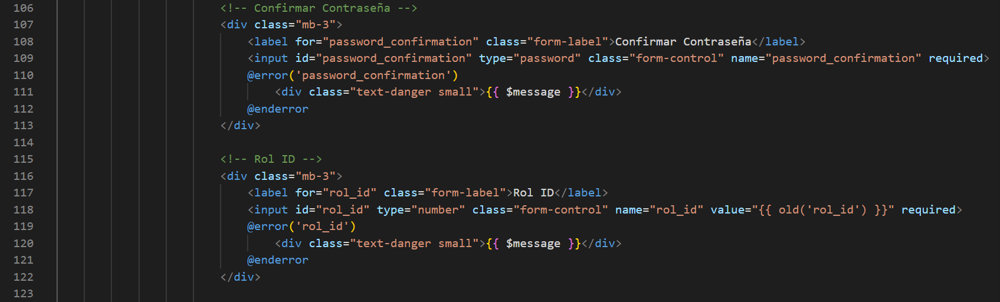 106 <!-- Confirmar Contraseña -->
107 <div class="mb-3">
108 <label for="password_confirmation" class="form-label">Confirmar Contraseña</label>
109 <input id="password_confirmation" type="password" class="form-control" name="password_confirmation" required>
110 @error('password_confirmation')
111 <div class="text-danger small">{{ $message }}</div>
112 @enderror
113 </div>
114
115 <!-- Rol ID -->
116 <div class="mb-3">
117 <label for="rol_id" class="form-label">Rol ID</label>
118 <input id="rol_id" type="number" class="form-control" name="rol_id" value="{{ old('rol_id') }}" required>
119 @error('rol_id')
120 <div class="text-danger small">{{ $message }}</div>
121 @enderror
122 </div>
123